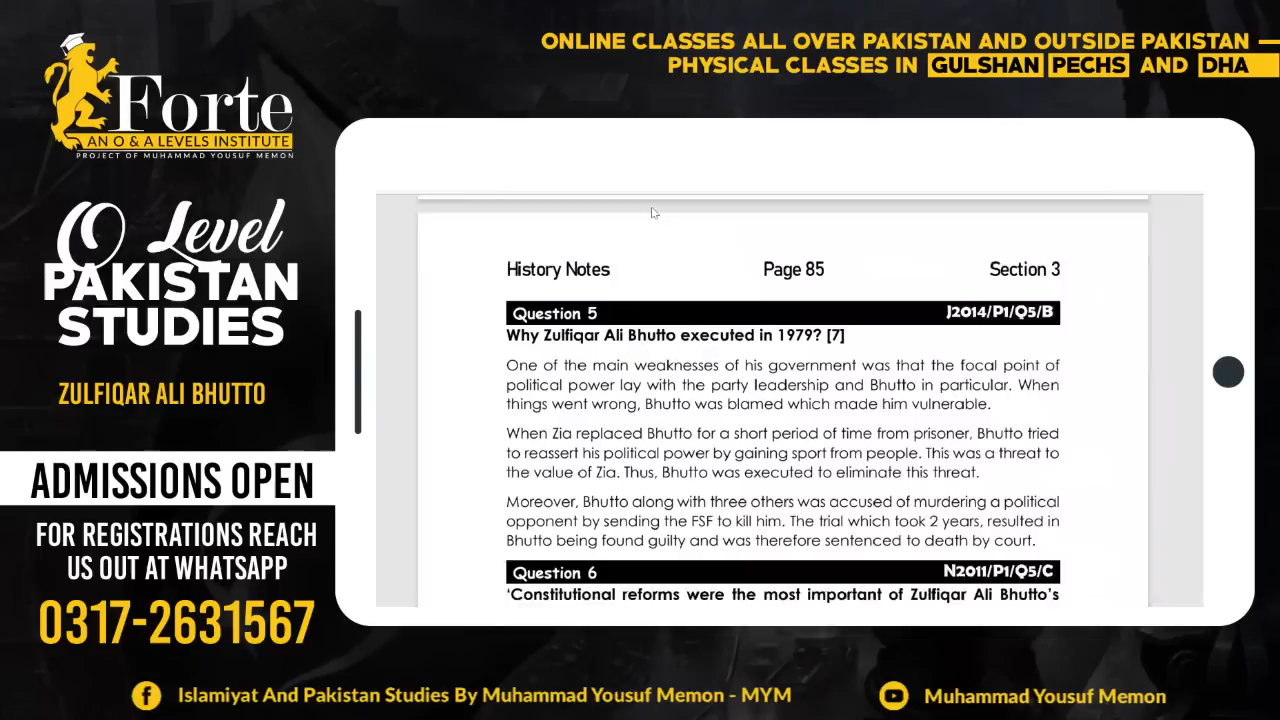 Forte
AN O & A LEVELS INSTITUTE
PROJECT OF MUHAMMAD YOUSUF MEMON
ONLINE CLASSES ALL OVER PAKISTAN AND OUTSIDE PAKISTAN
PHYSICAL CLASSES IN GULSHAN PECHS AND DHA
O Level
PAKISTAN
STUDIES
ZULFIQAR ALI BHUTTO
ADMISSIONS OPEN
FOR REGISTRATIONS REACH
US OUT AT WHATSAPP
0317-2631567
History Notes Page 85 Section 3
Question 5 J2014/P1/Q5/B
Why Zulfiqar Ali Bhutto executed in 1979? [7]
One of the main weaknesses of his government was that the focal point of
political power lay with the party leadership and Bhutto in particular. When
things went wrong, Bhutto was blamed which made him vulnerable.
When Zia replaced Bhutto for a short period of time from prisoner, Bhutto tried
to reassert his political power by gaining sport from people. This was a threat to
the value of Zia. Thus, Bhutto was executed to eliminate this threat.
Moreover, Bhutto along with three others was accused of murdering a political
opponent by sending the FSF to kill him. The trial which took 2 years, resulted in
Bhutto being found guilty and was therefore sentenced to death by court.
Question 6 N2011/P1/Q5/C
‘Constitutional reforms were the most important of Zulfiqar Ali Bhutto’s
Islamiyat And Pakistan Studies By Muhammad Yousuf Memon - MYM
Muhammad Yousuf Memon